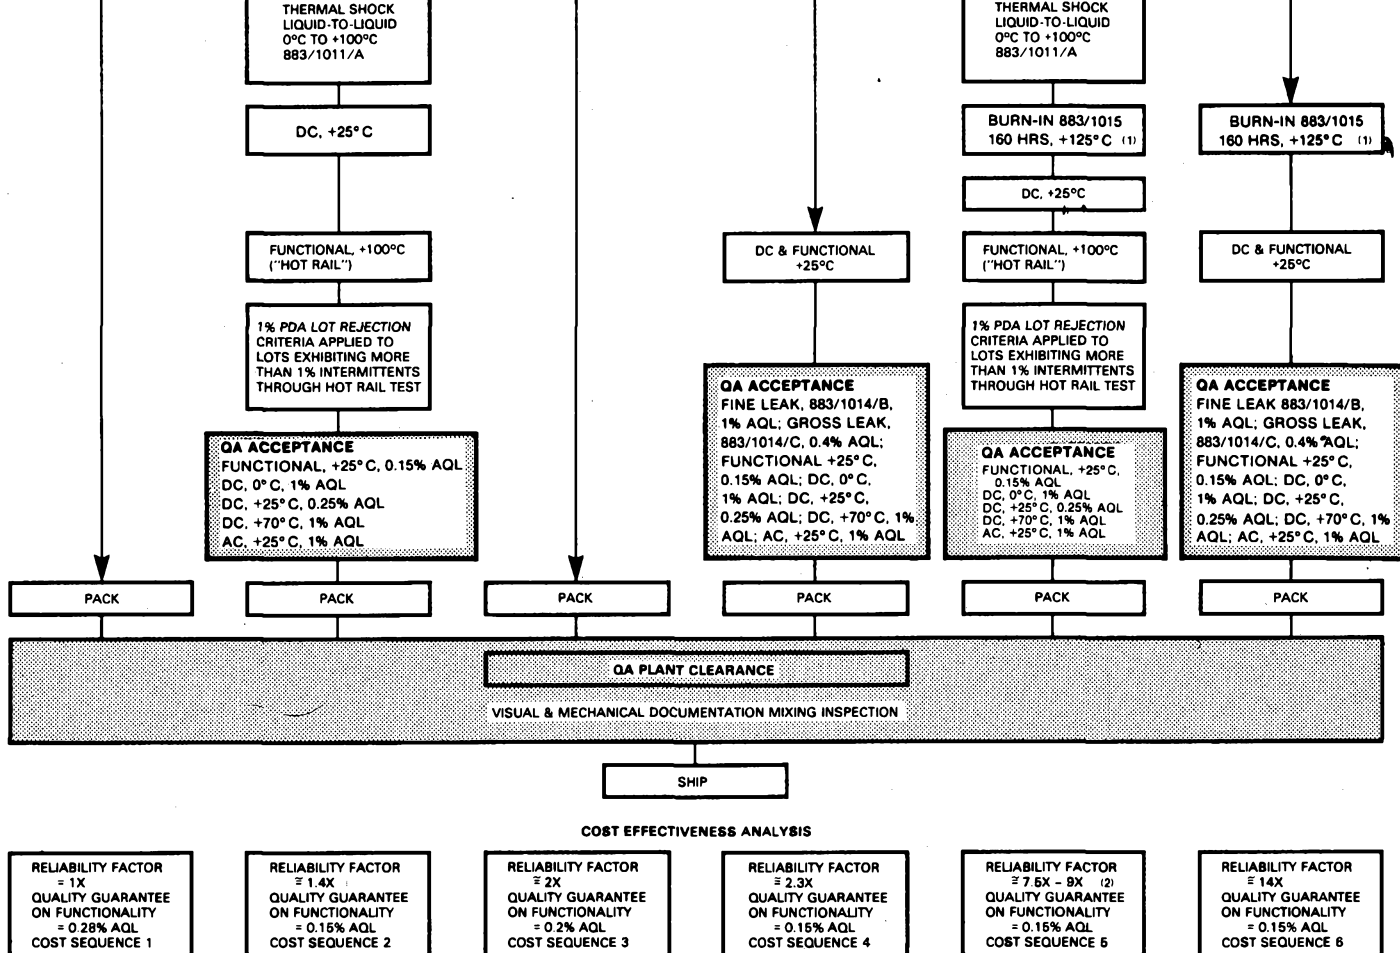 THERMAL SHOCK
LIQUID-TO-LIQUID
0°C TO +100°C
883/1011/A
DC, +25°C
FUNCTIONAL, +100°C
("HOT RAIL")
1% PDA LOT REJECTION
CRITERIA APPLIED TO
LOTS EXHIBITING MORE
THAN 1% INTERMITTENTS
THROUGH HOT RAIL TEST
QA ACCEPTANCE
FUNCTIONAL, +25°C, 0.15% AQL
DC, 0°C, 1% AQL
DC, +25°C, 0.25% AQL
DC, +70°C, 1% AQL
AC, +25°C, 1% AQL
DC & FUNCTIONAL
+25°C
QA ACCEPTANCE
FINE LEAK, 883/1014/B,
1% AQL; GROSS LEAK,
883/1014/C, 0.4% AQL;
FUNCTIONAL +25°C,
0.15% AQL; DC, 0°C,
1% AQL; DC, +25°C,
0.25% AQL; DC, +70°C, 1%
AQL; AC, +25°C, 1% AQL
THERMAL SHOCK
LIQUID-TO-LIQUID
0°C TO +100°C
883/1011/A
BURN-IN 883/1015
160 HRS, +125°C (1)
DC, +25°C
FUNCTIONAL, +100°C
("HOT RAIL")
1% PDA LOT REJECTION
CRITERIA APPLIED TO
LOTS EXHIBITING MORE
THAN 1% INTERMITTENTS
THROUGH HOT RAIL TEST
QA ACCEPTANCE
FUNCTIONAL, +25°C,
0.15% AQL
DC, 0°C, 1% AQL
DC, +25°C, 0.25% AQL
DC, +70°C, 1% AQL
AC, +25°C, 1% AQL
BURN-IN 883/1015
160 HRS, +125°C (1)
DC & FUNCTIONAL
+25°C
QA ACCEPTANCE
FINE LEAK 883/1014/B,
1% AQL; GROSS LEAK,
883/1014/C, 0.4% AQL;
FUNCTIONAL +25°C,
0.15% AQL; DC, 0°C,
1% AQL; DC, +25°C,
0.25% AQL; DC, +70°C, 1%
AQL; AC, +25°C, 1% AQL
PACK
PACK
PACK
PACK
PACK
PACK
QA PLANT CLEARANCE
VISUAL & MECHANICAL DOCUMENTATION MIXING INSPECTION
SHIP
COST EFFECTIVENESS ANALYSIS
RELIABILITY FACTOR
= 1X
QUALITY GUARANTEE
ON FUNCTIONALITY
= 0.28% AQL
COST SEQUENCE 1
RELIABILITY FACTOR
≅ 1.4X
QUALITY GUARANTEE
ON FUNCTIONALITY
= 0.15% AQL
COST SEQUENCE 2
RELIABILITY FACTOR
≅ 2X
QUALITY GUARANTEE
ON FUNCTIONALITY
= 0.2% AQL
COST SEQUENCE 3
RELIABILITY FACTOR
≅ 2.3X
QUALITY GUARANTEE
ON FUNCTIONALITY
= 0.15% AQL
COST SEQUENCE 4
RELIABILITY FACTOR
≅ 7.5X – 9X (2)
QUALITY GUARANTEE
ON FUNCTIONALITY
= 0.15% AQL
COST SEQUENCE 5
RELIABILITY FACTOR
≅ 14X
QUALITY GUARANTEE
ON FUNCTIONALITY
= 0.15% AQL
COST SEQUENCE 6